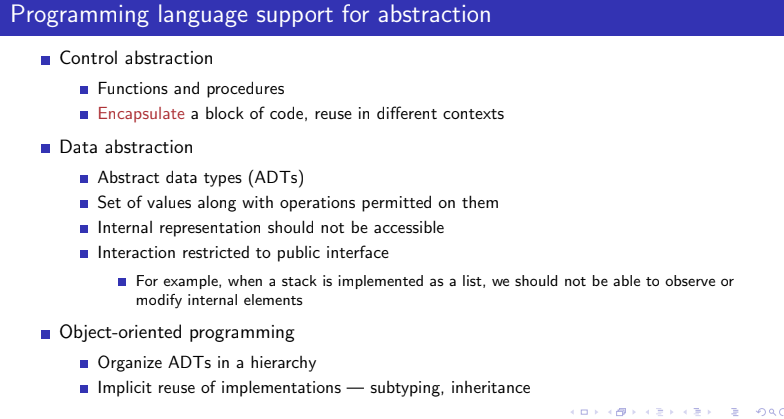 Programming language support for abstraction
Control abstraction
Functions and procedures
Encapsulate a block of code, reuse in different contexts
Data abstraction
Abstract data types (ADTs)
Set of values along with operations permitted on them
Internal representation should not be accessible
Interaction restricted to public interface
For example, when a stack is implemented as a list, we should not be able to observe or
modify internal elements
Object-oriented programming
Organize ADTs in a hierarchy
Implicit reuse of implementations — subtyping, inheritance